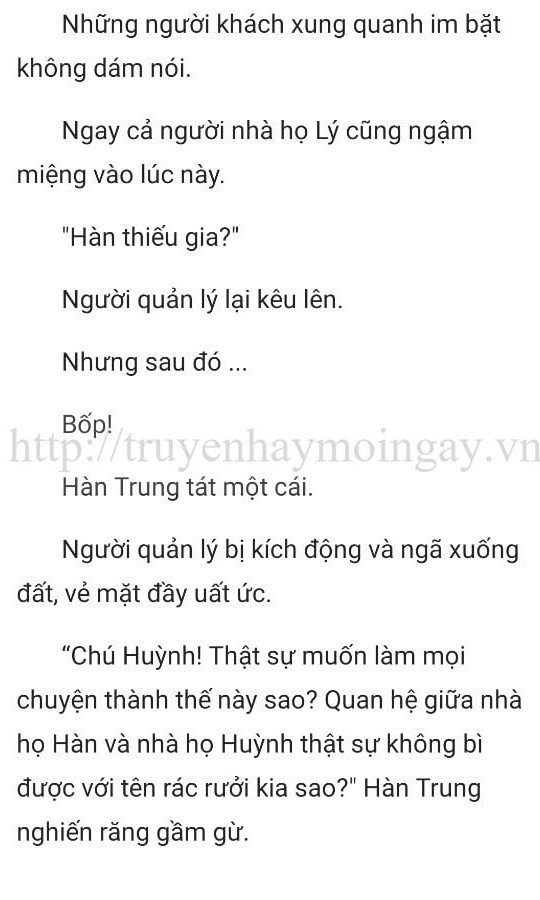 Những người khách xung quanh im bặt
không dám nói.
Ngay cả người nhà họ Lý cũng ngậm
miệng vào lúc này.
"Hàn thiếu gia?"
Người quản lý lại kêu lên.
Nhưng sau đó ...
Bốp!
http://truyenhaymoingay.vn
Hàn Trung tát một cái.
Người quản lý bị kích động và ngã xuống
đất, vẻ mặt đầy uất ức.
“Chú Huỳnh! Thật sự muốn làm mọi
chuyện thành thế này sao? Quan hệ giữa nhà
họ Hàn và nhà họ Huỳnh thật sự không bì
được với tên rác rưởi kia sao?" Hàn Trung
nghiến răng gầm gừ.